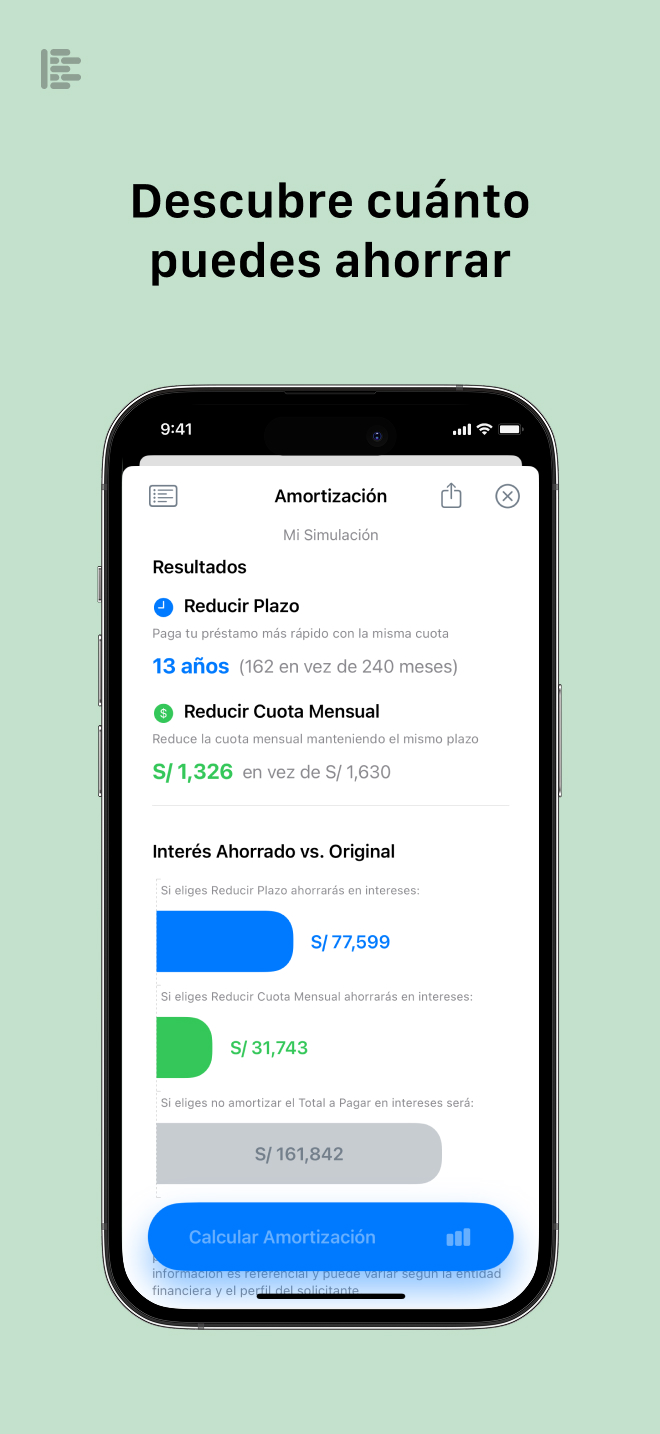 Descubre cuánto
puedes ahorrar
9:41
Amortización
Mi Simulación
Resultados
Reducir Plazo
Paga tu préstamo más rápido con la misma cuota
13 años (162 en vez de 240 meses)
$ Reducir Cuota Mensual
Reduce la cuota mensual manteniendo el mismo plazo
S/ 1,326 en vez de S/ 1,630
Interés Ahorrado vs. Original
Si eliges Reducir Plazo ahorrarás en intereses:
S/ 77,599
Si eliges Reducir Cuota Mensual ahorrarás en intereses:
S/ 31,743
Si eliges no amortizar el Total a Pagar en intereses será:
S/ 161,842
Calcular Amortización
información es referencial y puede variar según la entidad
financiera y el perfil del solicitante.